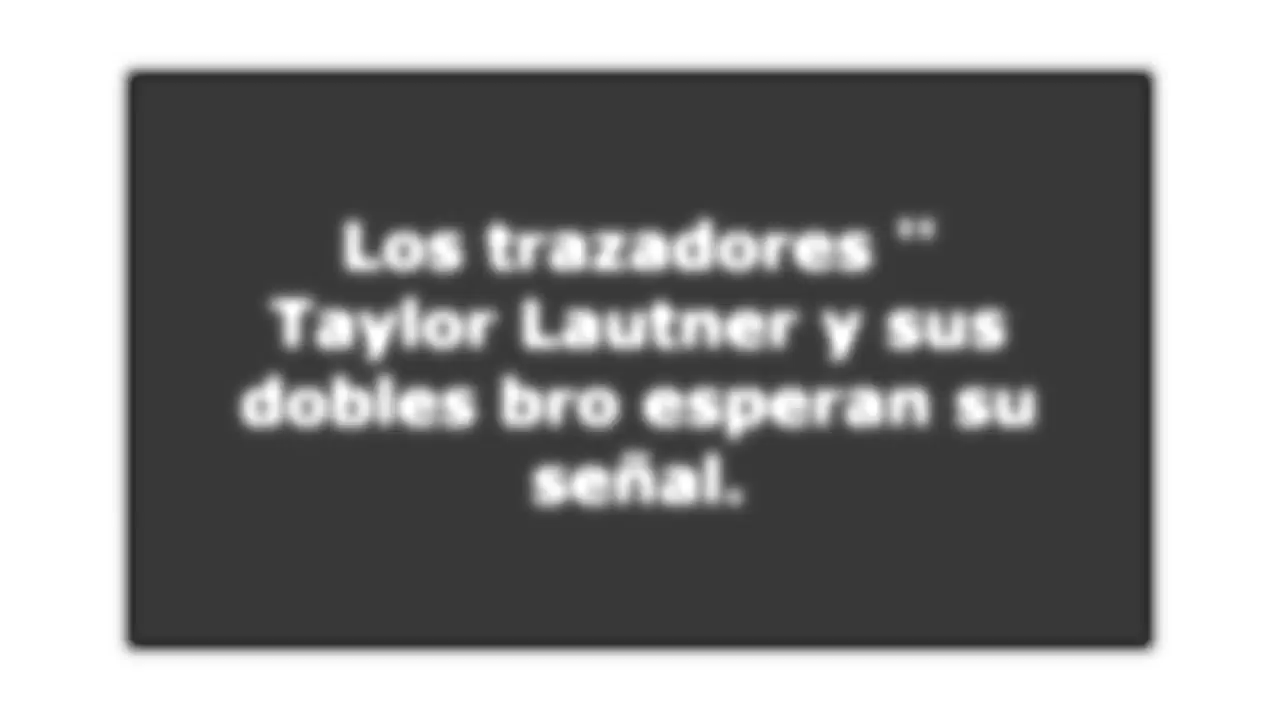 Los trazadores "
Taylor Lautner y sus
dobles bro esperan su
señal.